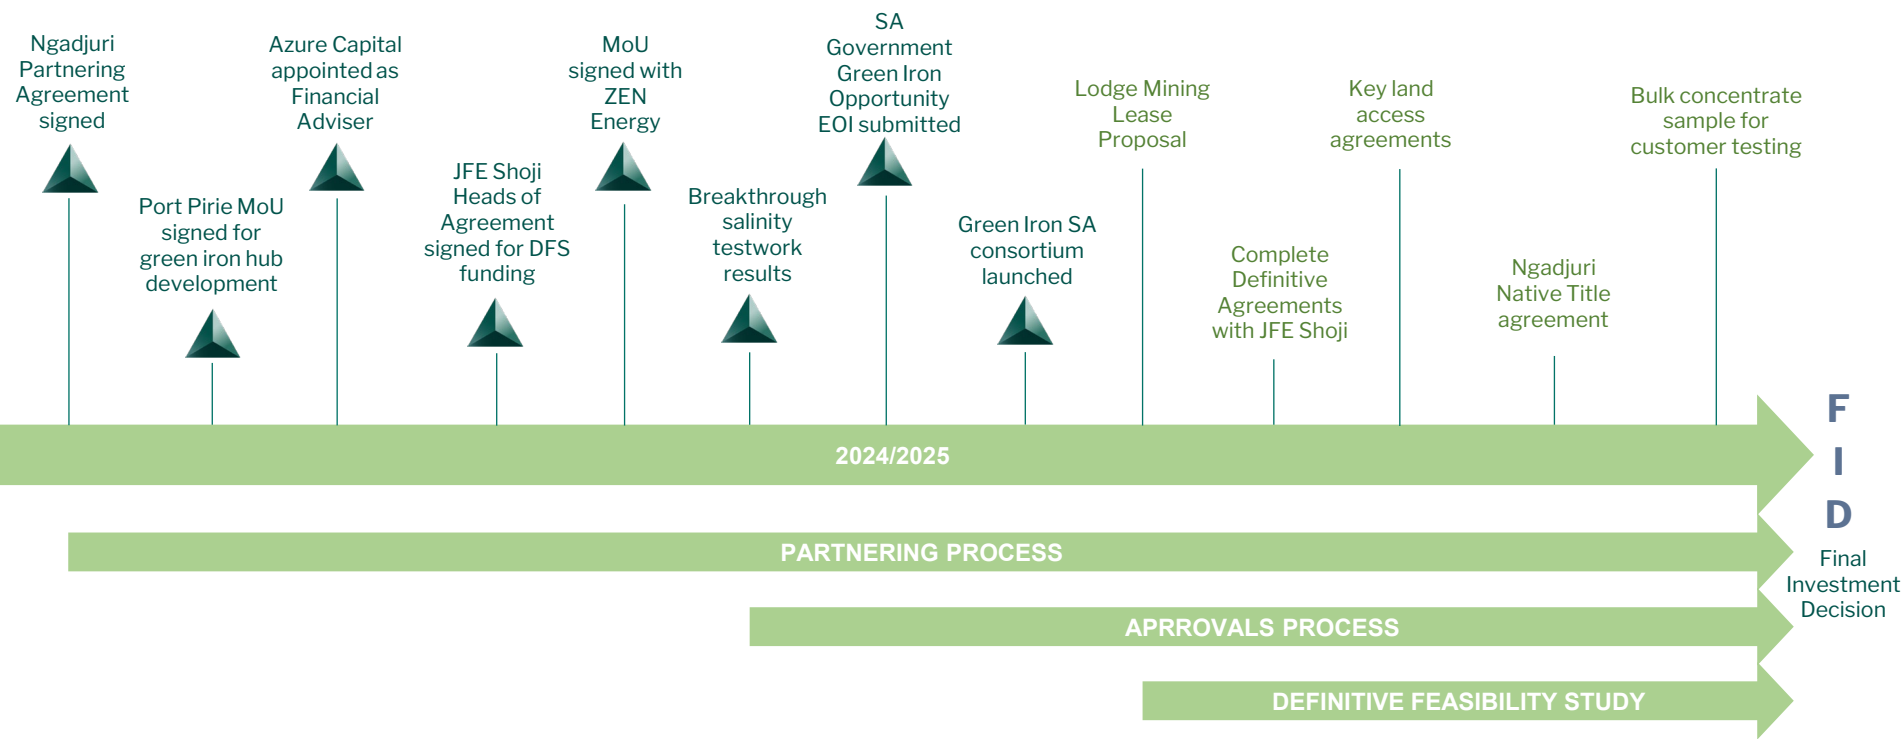 Ngadjuri
Partnering
Agreement
signed
Port Pirie MoU
signed for
green iron hub
development
Azure Capital
appointed as
Financial
Adviser
JFE Shoji
Heads of
Agreement
signed for DFS
funding
MoU
signed with
ZEN
Energy
Breakthrough
salinity
testwork
results
SA
Government
Green Iron
Opportunity
EOI submitted
Green Iron SA
consortium
launched
Lodge Mining
Lease
Proposal
Complete
Definitive
Agreements
with JFE Shoji
Key land
access
agreements
Ngadjuri
Native Title
agreement
Bulk concentrate
sample for
customer testing
2024/2025
F
I
D
Final
Investment
Decision
PARTNERING PROCESS
APRROVALS PROCESS
DEFINITIVE FEASIBILITY STUDY